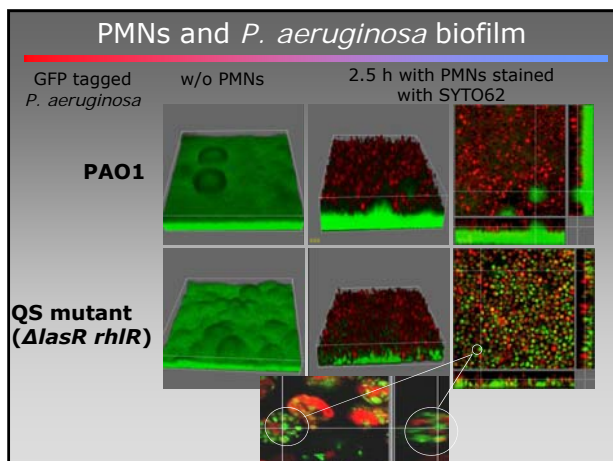 PMNs and P. aeruginosa biofilm
GFP tagged
P. aeruginosa
w/o PMNs
2.5 h with PMNs stained
with SYTO62
PAO1
QS mutant
(ΔlasR rhlR)